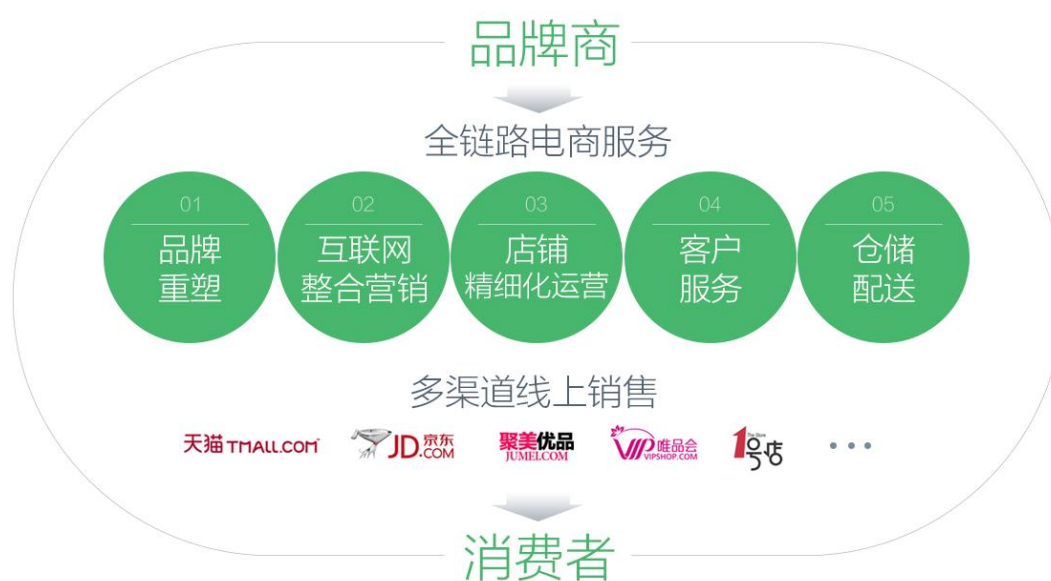 品牌商
全链路电商服务
01
品牌
重塑
02
互联网
整合营销
03
店铺
精细化运营
04
客户
服务
05
仓储
配送
多渠道线上销售
天猫 TMALL.COM
JD 京东
.COM
聚美优品
JUMEI.COM
VIP 唯品会
VIPSHOP.COM
1号店
消费者